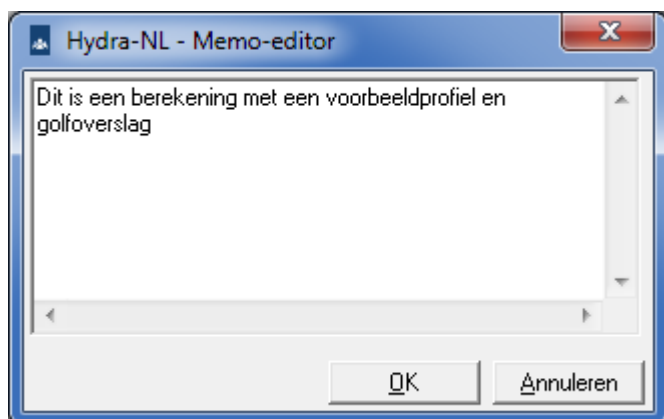 Hydra-NL - Memo-editor
Dit is een berekening met een voorbeeldprofiel en
golfoverslag
OK
Annuleren